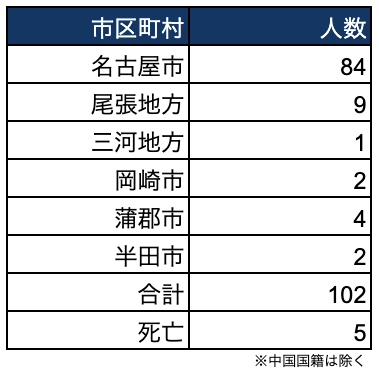 市区町村 人数
名古屋市 84
尾張地方 9
三河地方 1
岡崎市 2
蒲郡市 4
半田市 2
合計 102
死亡 5
※中国国籍は除く